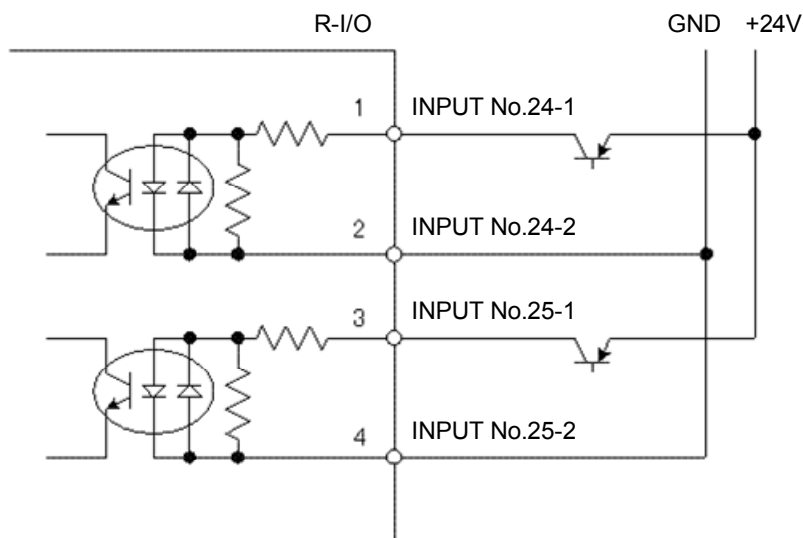 R-I/O GND +24V
1 INPUT No.24-1
2 INPUT No.24-2
3 INPUT No.25-1
4 INPUT No.25-2